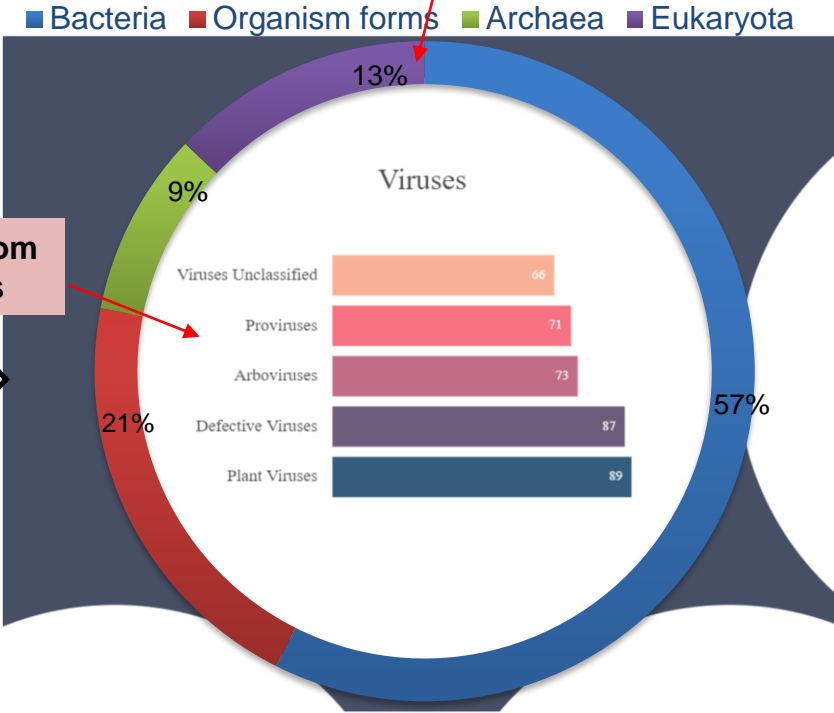 Bacteria Organism forms Archaea Eukaryota
13%
9%
Viruses
Viruses Unclassified 66
Proviruses 71
Arboviruses 73
57%
21%
Defective Viruses 87
Plant Viruses 89